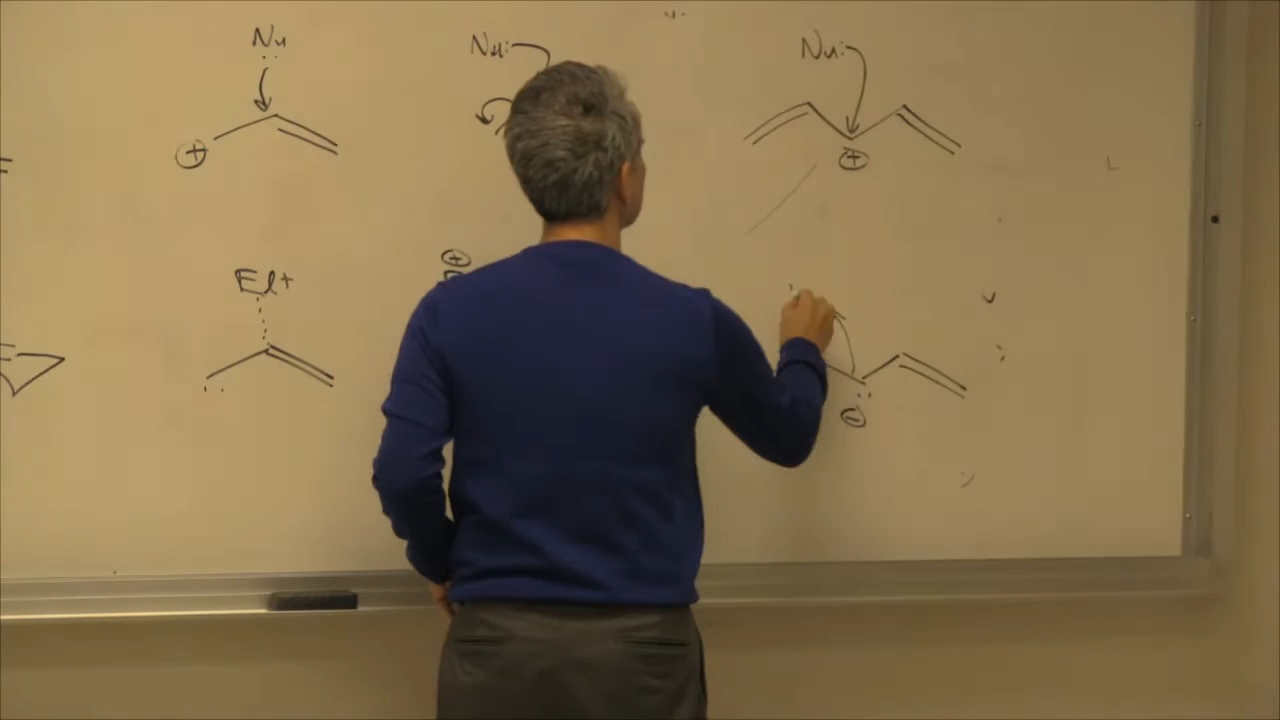 Nu: Nu: Nu:
⊕ ⊕
El+ ⊕
⊖